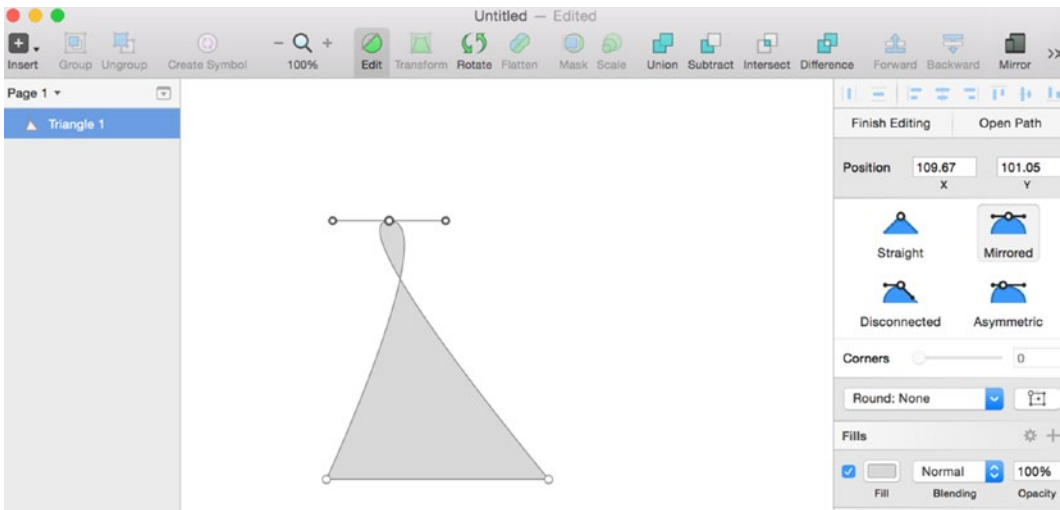 Untitled — Edited
Insert Group Ungroup Create Symbol 100% Edit Transform Rotate Flatten Mask Scale Union Subtract Intersect Difference Forward Backward Mirror
Page 1
Triangle 1
Finish Editing Open Path
Position 109.67 101.05
X Y
Straight Mirrored
Disconnected Asymmetric
Corners 0
Round: None
Fills
Normal 100%
Fill Blending Opacity